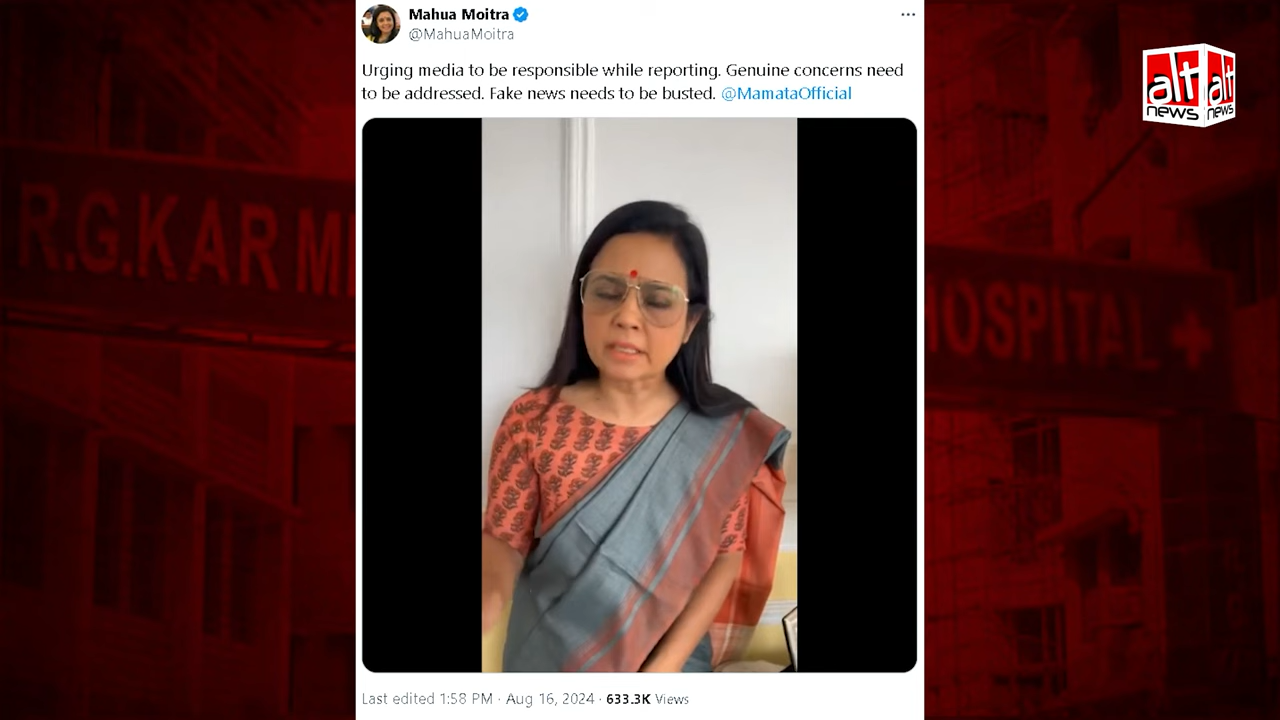 Mahua Moitra
@MahuaMoitra
Urging media to be responsible while reporting. Genuine concerns need
to be addressed. Fake news needs to be busted. @MamataOfficial
Last edited 1:58 PM · Aug 16, 2024 · 633.3K Views
alt news
alt news
R.G.KAR M
HOSPITAL +